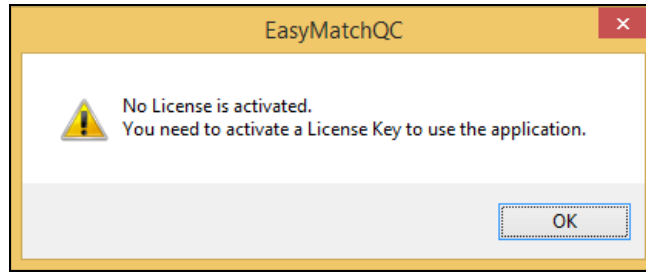 EasyMatchQC
No License is activated.
You need to activate a License Key to use the application.
OK